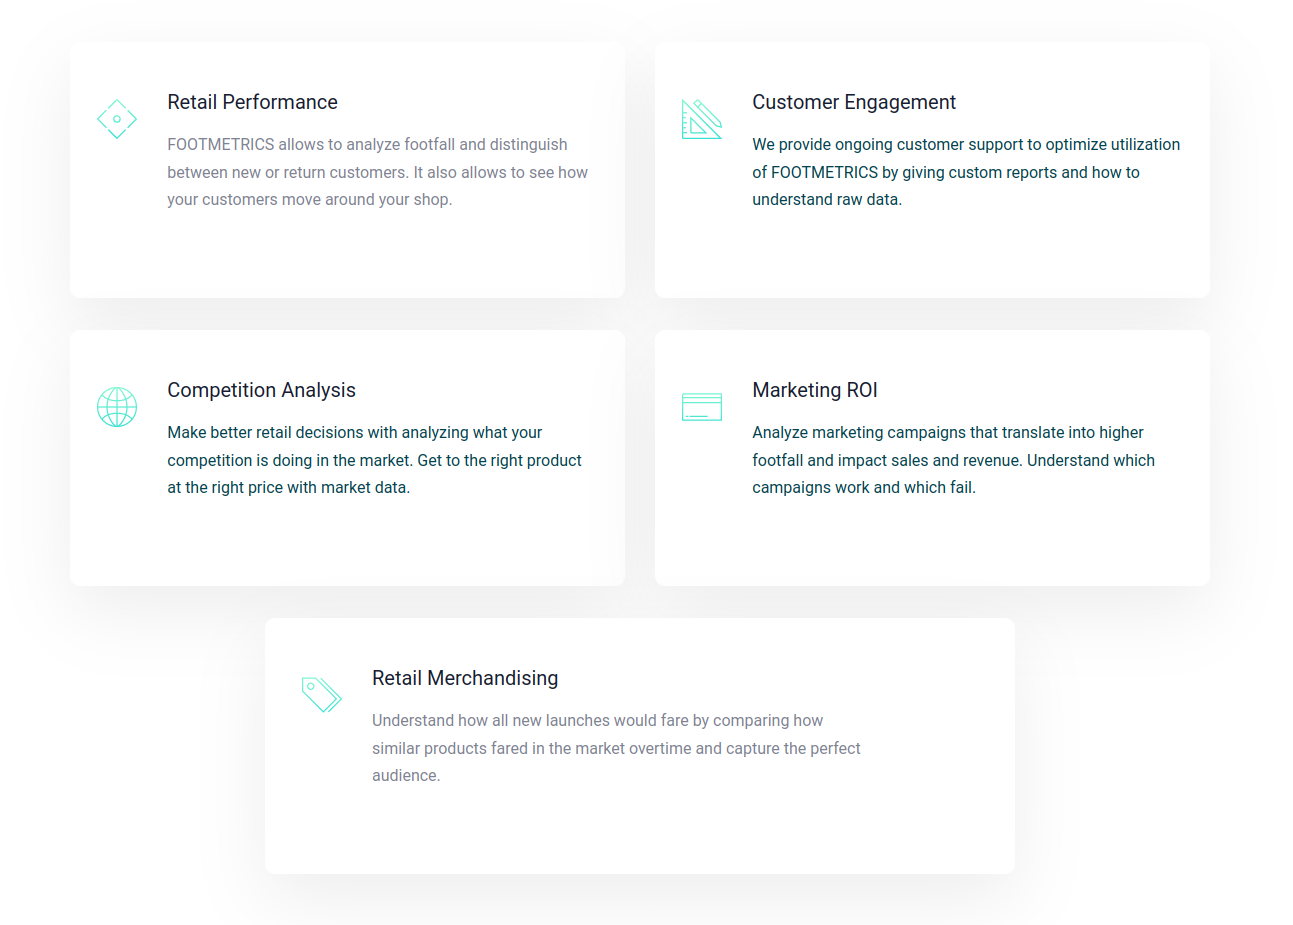 Retail Performance
FOOTMETRICS allows to analyze footfall and distinguish
between new or return customers. It also allows to see how
your customers move around your shop.
Customer Engagement
We provide ongoing customer support to optimize utilization
of FOOTMETRICS by giving custom reports and how to
understand raw data.
Competition Analysis
Make better retail decisions with analyzing what your
competition is doing in the market. Get to the right product
at the right price with market data.
Marketing ROI
Analyze marketing campaigns that translate into higher
footfall and impact sales and revenue. Understand which
campaigns work and which fail.
Retail Merchandising
Understand how all new launches would fare by comparing how
similar products fared in the market overtime and capture the perfect
audience.